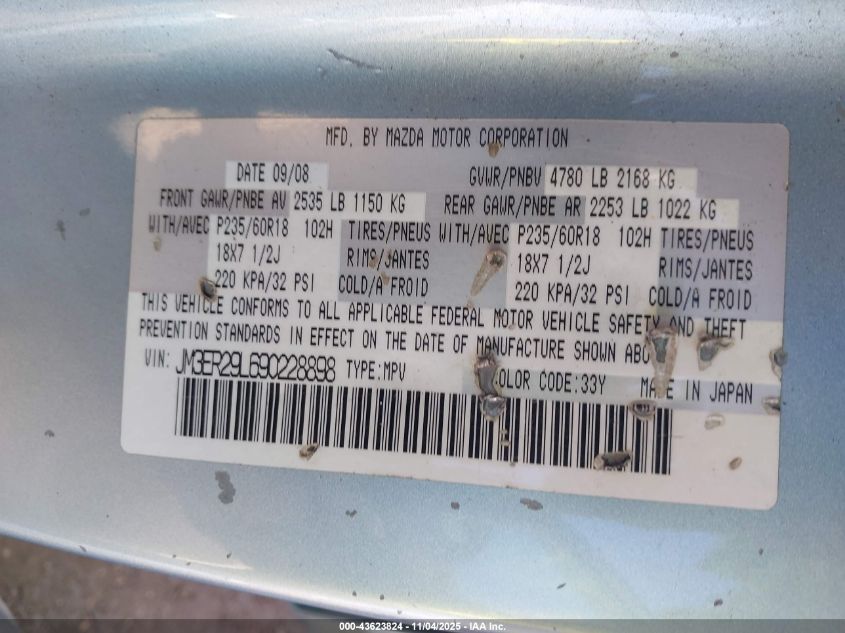 MFD. BY MAZDA MOTOR CORPORATION
DATE 09/08 GVWR/PNBV 4780 LB 2168 KG
FRONT GAWR/PNBE AV 2535 LB 1150 KG REAR GAWR/PNBE AR 2253 LB 1022 KG
WITH/AVEC P235/60R18 102H TIRES/PNEUS WITH/AVEC P235/60R18 102H TIRES/PNEUS
18X7 1/2J RIMS/JANTES 18X7 1/2J RIMS/JANTES
220 KPA/32 PSI COLD/A FROID 220 KPA/32 PSI COLD/A FROID
THIS VEHICLE CONFORMS TO ALL APPLICABLE FEDERAL MOTOR VEHICLE SAFETY AND THEFT
PREVENTION STANDARDS IN EFFECT ON THE DATE OF MANUFACTURE SHOWN
VIN: JM3ER29L690228898 TYPE:MPV COLOR CODE:33Y MADE IN JAPAN
000-43623824 - 11/04/2025 - IAA Inc.